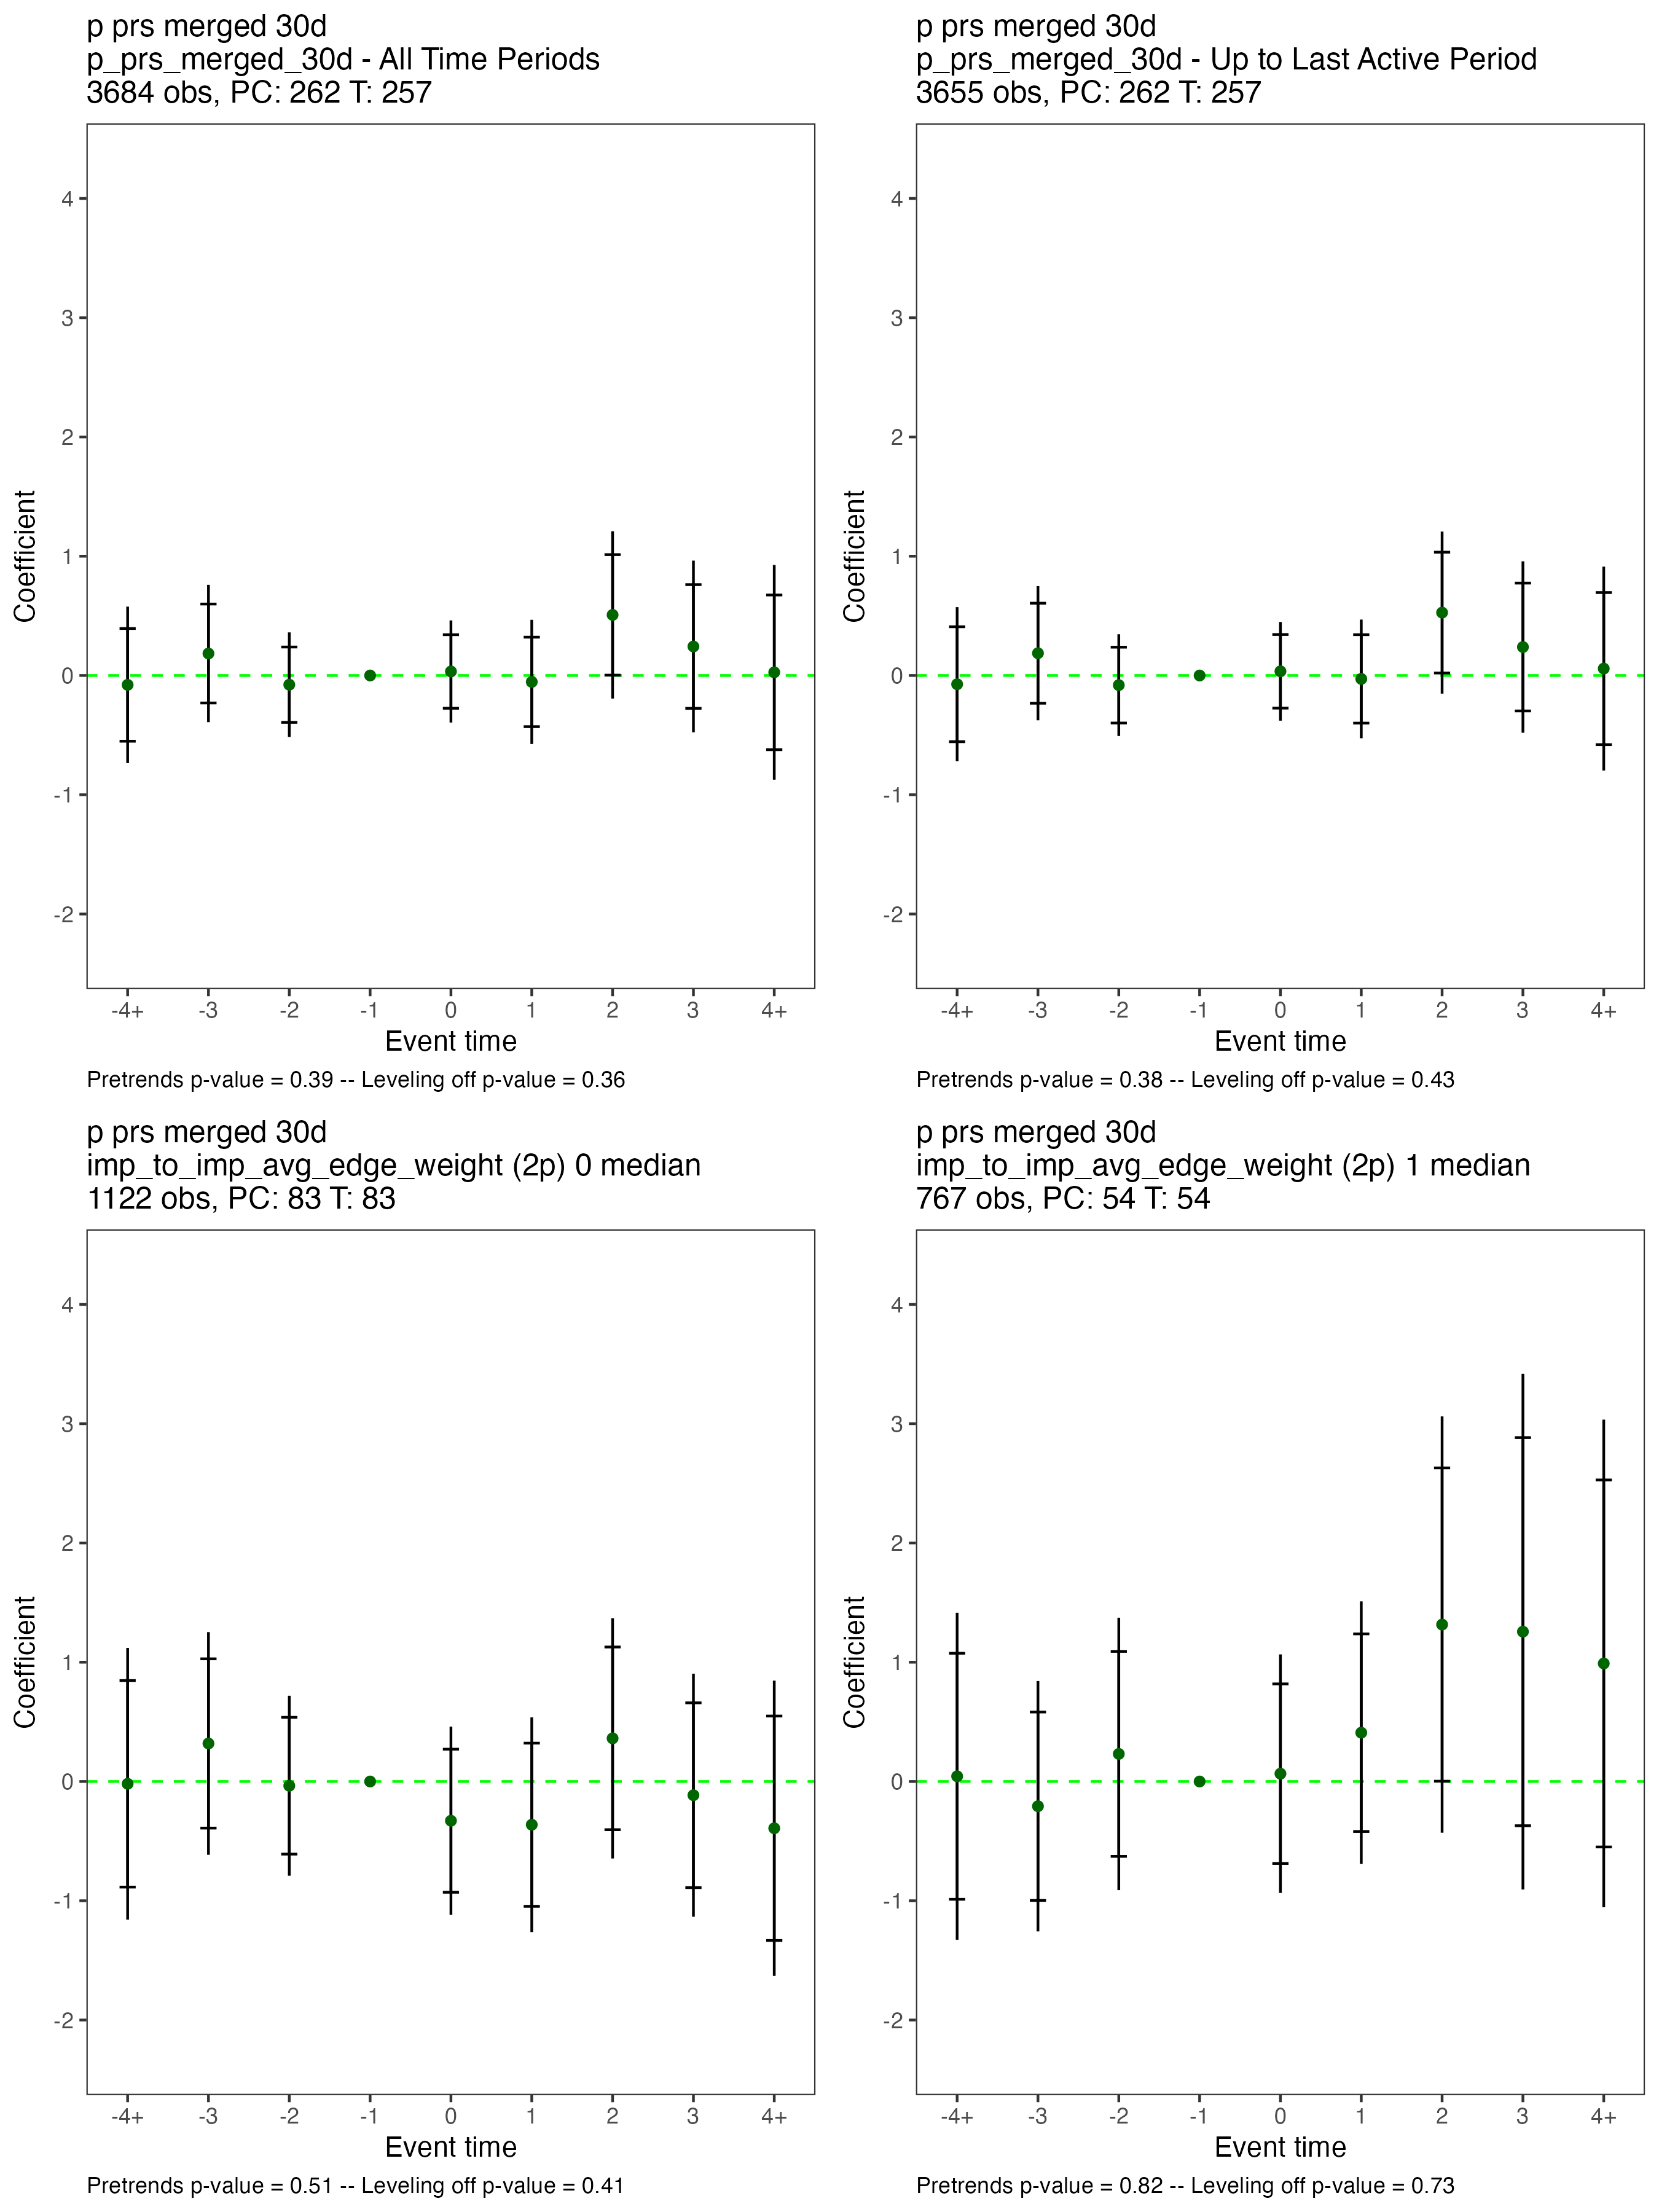 p prs merged 30d
p_prs_merged_30d - All Time Periods
3684 obs, PC: 262 T: 257
4
3
2
1
0
-1
-2
Coefficient
-4+ -3 -2 -1 0 1 2 3 4+
Event time
Pretrends p-value = 0.39 -- Leveling off p-value = 0.36
p prs merged 30d
p_prs_merged_30d - Up to Last Active Period
3655 obs, PC: 262 T: 257
4
3
2
1
0
-1
-2
Coefficient
-4+ -3 -2 -1 0 1 2 3 4+
Event time
Pretrends p-value = 0.38 -- Leveling off p-value = 0.43
p prs merged 30d
imp_to_imp_avg_edge_weight (2p) 0 median
1122 obs, PC: 83 T: 83
4
3
2
1
0
-1
-2
Coefficient
-4+ -3 -2 -1 0 1 2 3 4+
Event time
Pretrends p-value = 0.51 -- Leveling off p-value = 0.41
p prs merged 30d
imp_to_imp_avg_edge_weight (2p) 1 median
767 obs, PC: 54 T: 54
4
3
2
1
0
-1
-2
Coefficient
-4+ -3 -2 -1 0 1 2 3 4+
Event time
Pretrends p-value = 0.82 -- Leveling off p-value = 0.73